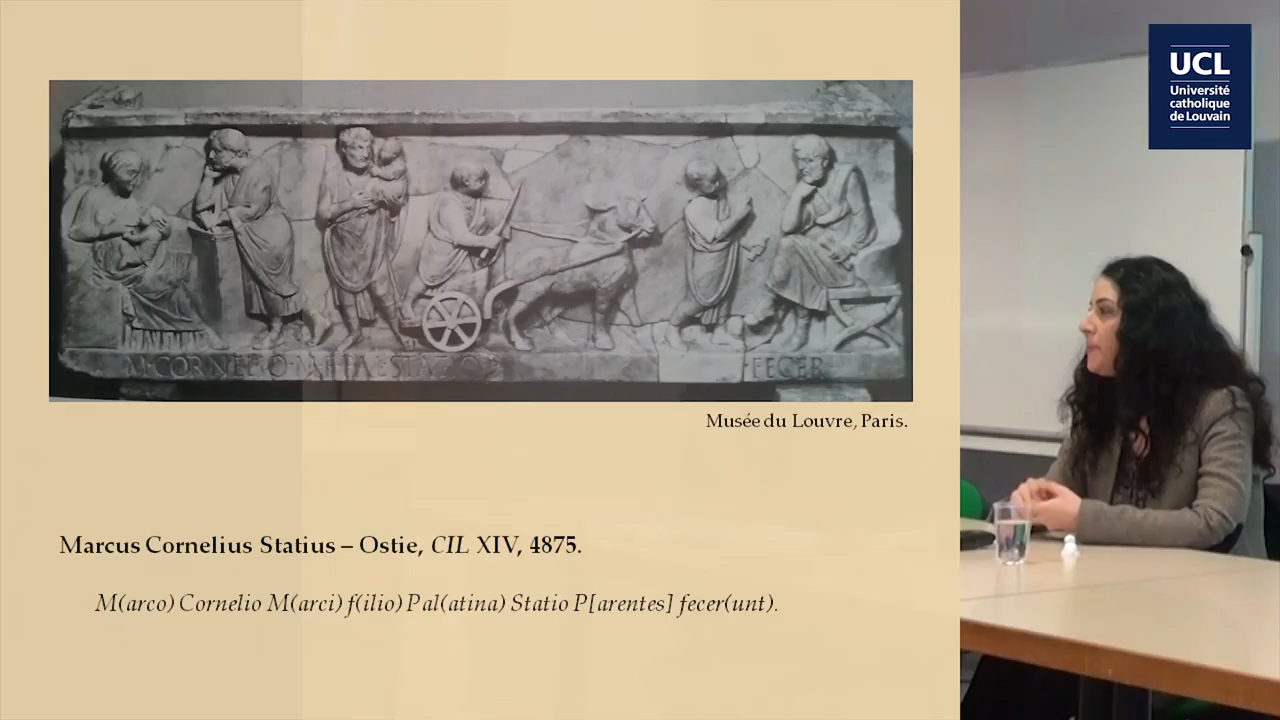 UCL
Université
catholique
de Louvain
M·CORNELIO·M·F·PAL·STATIO·P FECER
Musée du Louvre, Paris.
Marcus Cornelius Statius – Ostie, CIL XIV, 4875.
M(arco) Cornelio M(arci) f(ilio) Pal(atina) Statio P[arentes] fecer(unt).